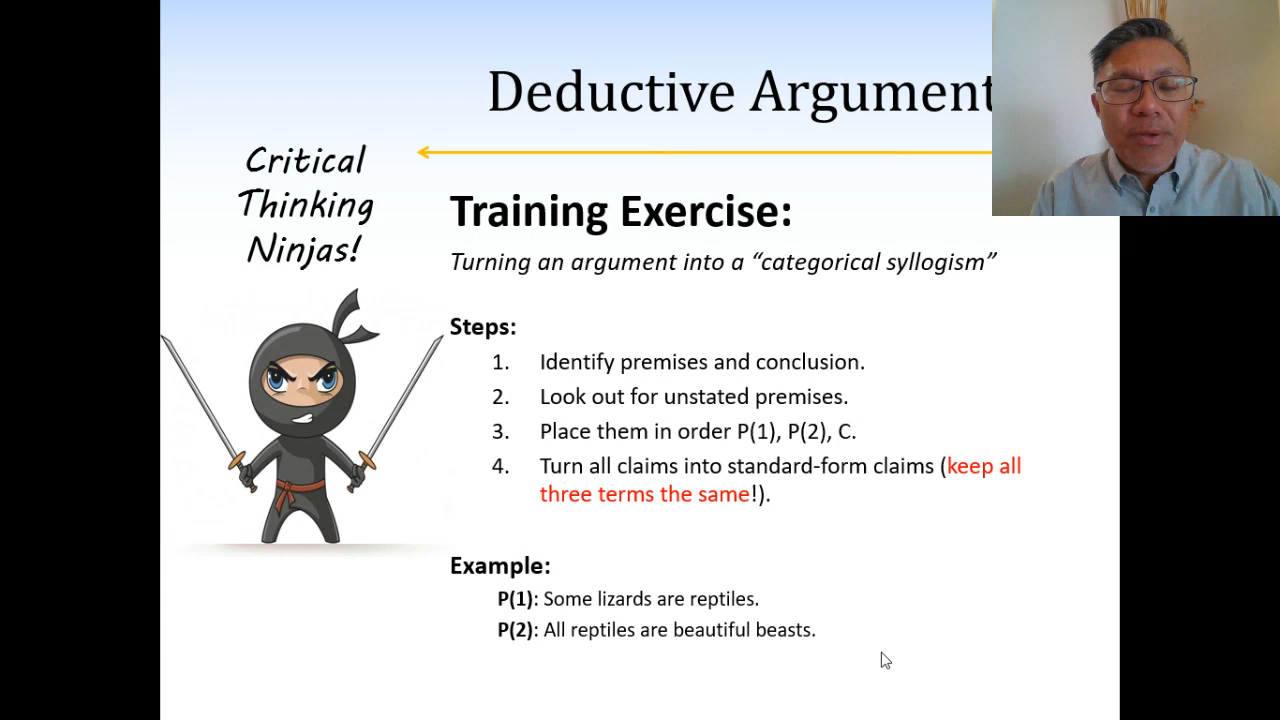 Deductive Argument
Critical
Thinking
Ninjas!
Training Exercise:
Turning an argument into a “categorical syllogism”
Steps:
1. Identify premises and conclusion.
2. Look out for unstated premises.
3. Place them in order P(1), P(2), C.
4. Turn all claims into standard-form claims (keep all
three terms the same!).
Example:
P(1): Some lizards are reptiles.
P(2): All reptiles are beautiful beasts.